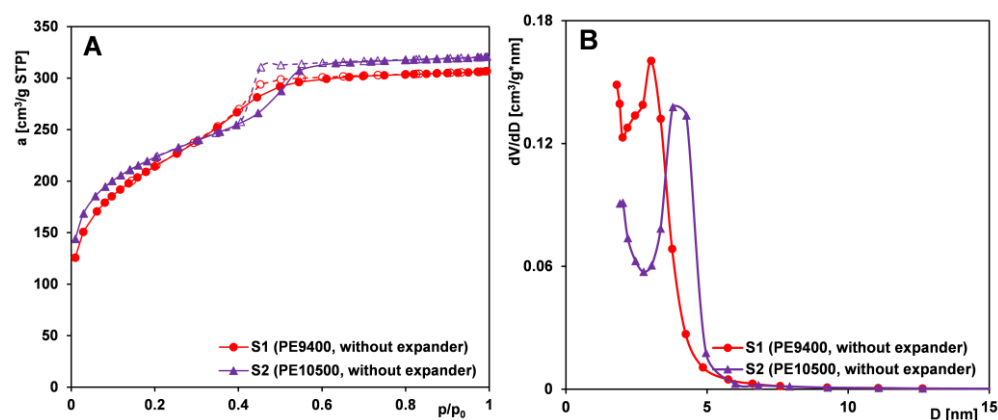 A
a [cm³/g STP]
350
300
250
200
150
100
50
0
0
0.2
0.4
0.6
0.8
1
p/p₀
S1 (PE9400, without expander)
S2 (PE10500, without expander)
B
dV/dD [cm³/g*nm]
0.18
0.12
0.06
0
0
5
10
15
D [nm]
S1 (PE9400, without expander)
S2 (PE10500, without expander)